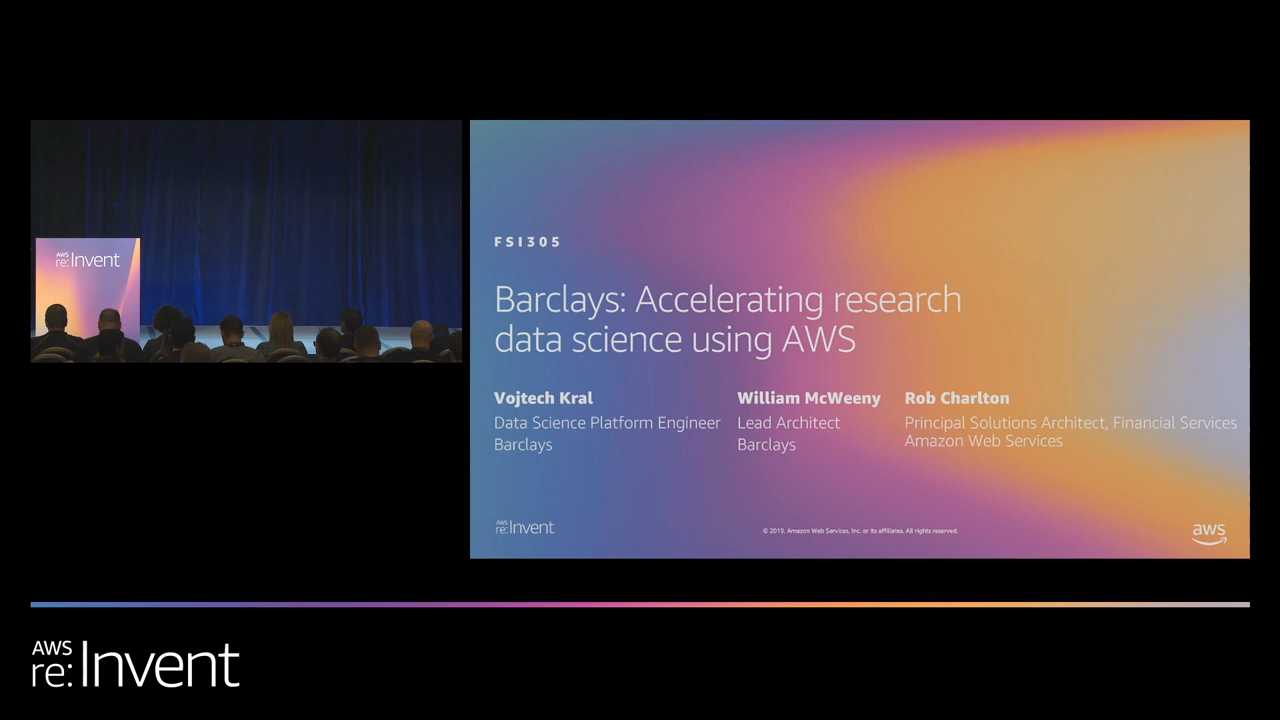 AWS
re:Invent
FSI305
Barclays: Accelerating research
data science using AWS
Vojtech Kral
Data Science Platform Engineer
Barclays
William McWeeny
Lead Architect
Barclays
Rob Charlton
Principal Solutions Architect, Financial Services
Amazon Web Services
AWS
re:Invent
© 2019, Amazon Web Services, Inc. or its affiliates. All rights reserved.
aws
AWS
re:Invent